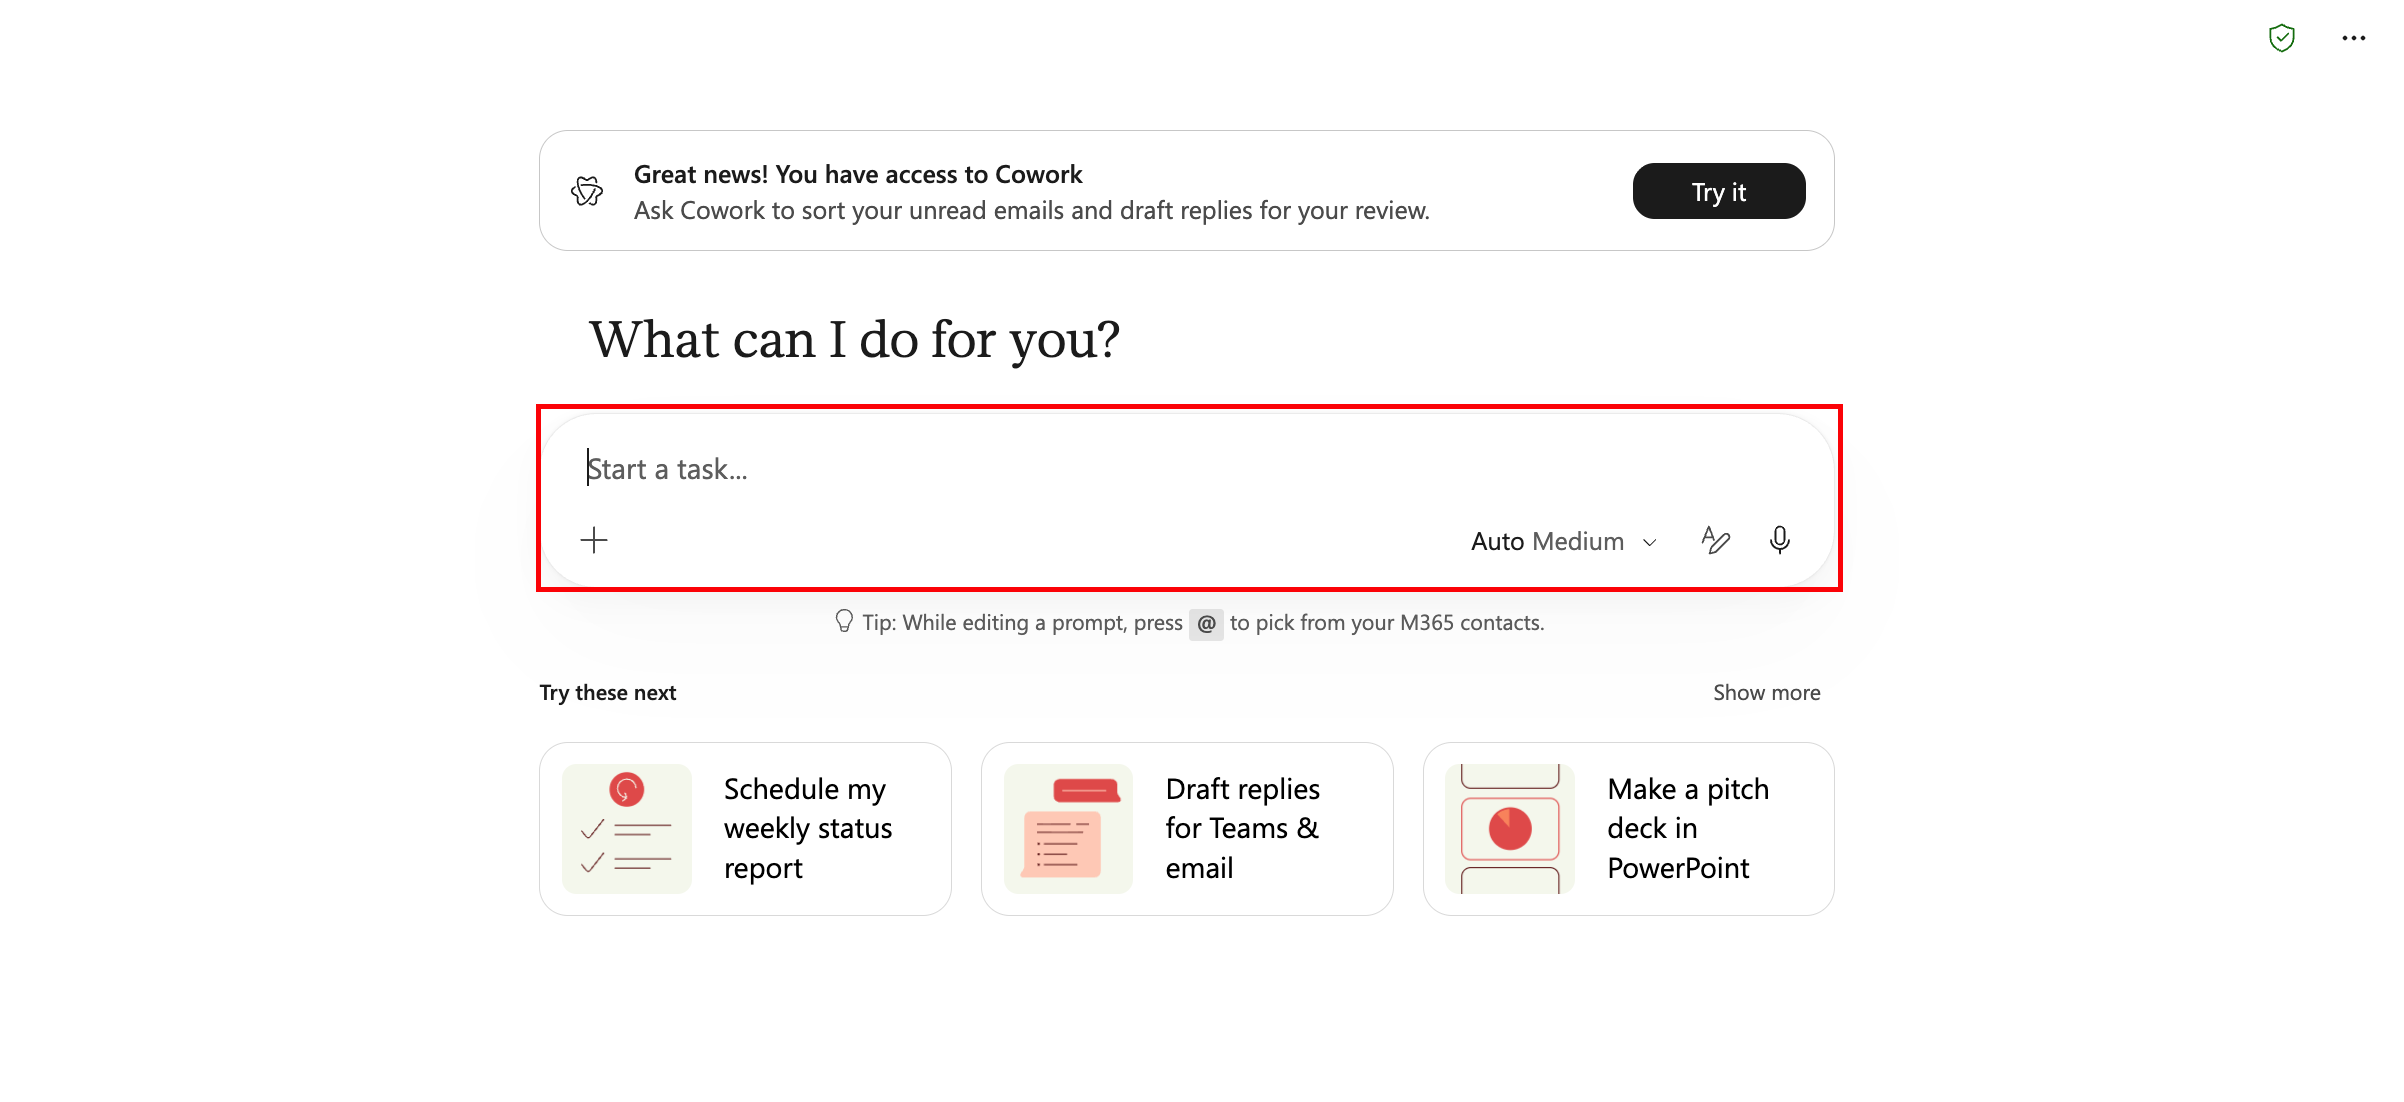 Great news! You have access to Cowork
Ask Cowork to sort your unread emails and draft replies for your review.
Try it
What can I do for you?
Start a task...
Auto Medium
Tip: While editing a prompt, press @ to pick from your M365 contacts.
Try these next
Show more
Schedule my
weekly status
report
Draft replies
for Teams &
email
Make a pitch
deck in
PowerPoint